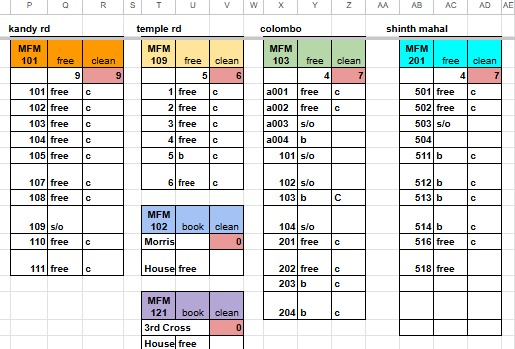 P Q R S T U V W X Y Z AA AB AC AD
kandy rd temple rd colombo shinth mahal
MFM 101 free clean MFM 109 free clean MFM 103 free clean MFM 201 free clean
9 9 5 6 4 7 4 7
101 free c 1 free c a001 free c 501 free c
102 free c 2 free c a002 free c 502 free c
103 free c 3 free c a003 s/o 503 s/o
104 free c 4 free c a004 b 504
105 free c 5 b c 101 s/o 511 b c
107 free c 6 free c 102 s/o 512 b c
108 free c 103 b C 513 b c
109 s/o MFM 102 book clean 104 s/o 514 b c
110 free c Morris 0 201 free c 516 free c
111 free c House free 202 free c 518 free
203 b c
MFM 121 book clean 204 b c
3rd Cross 0
House free